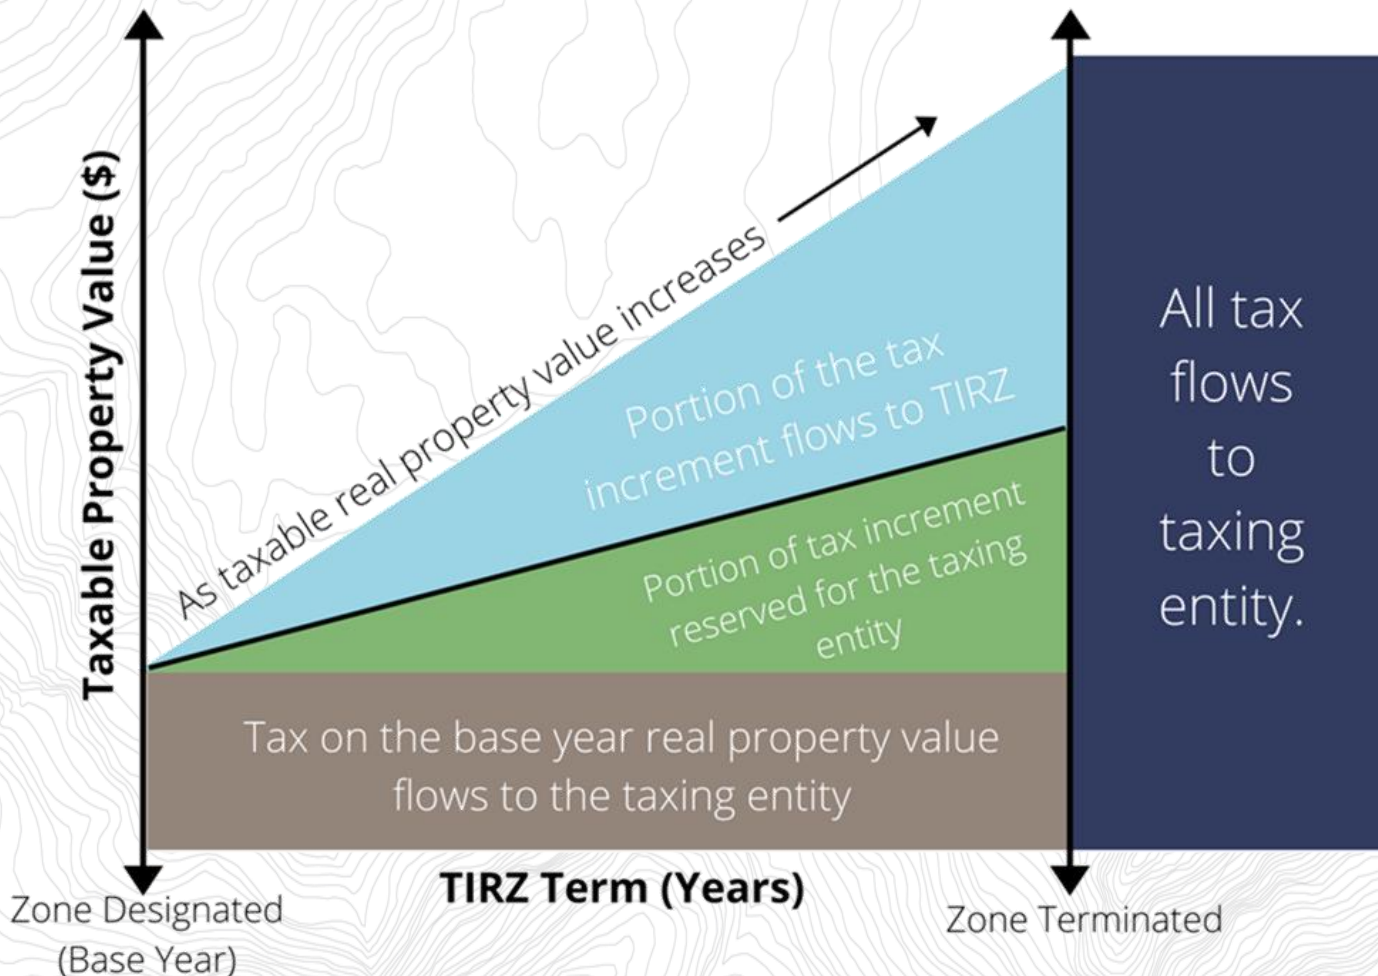 Taxable Property Value ($)
As taxable real property value increases
Portion of the tax
increment flows to TIRZ
Portion of tax increment
reserved for the taxing
entity
Tax on the base year real property value
flows to the taxing entity
All tax
flows
to
taxing
entity.
TIRZ Term (Years)
Zone Designated
(Base Year)
Zone Terminated